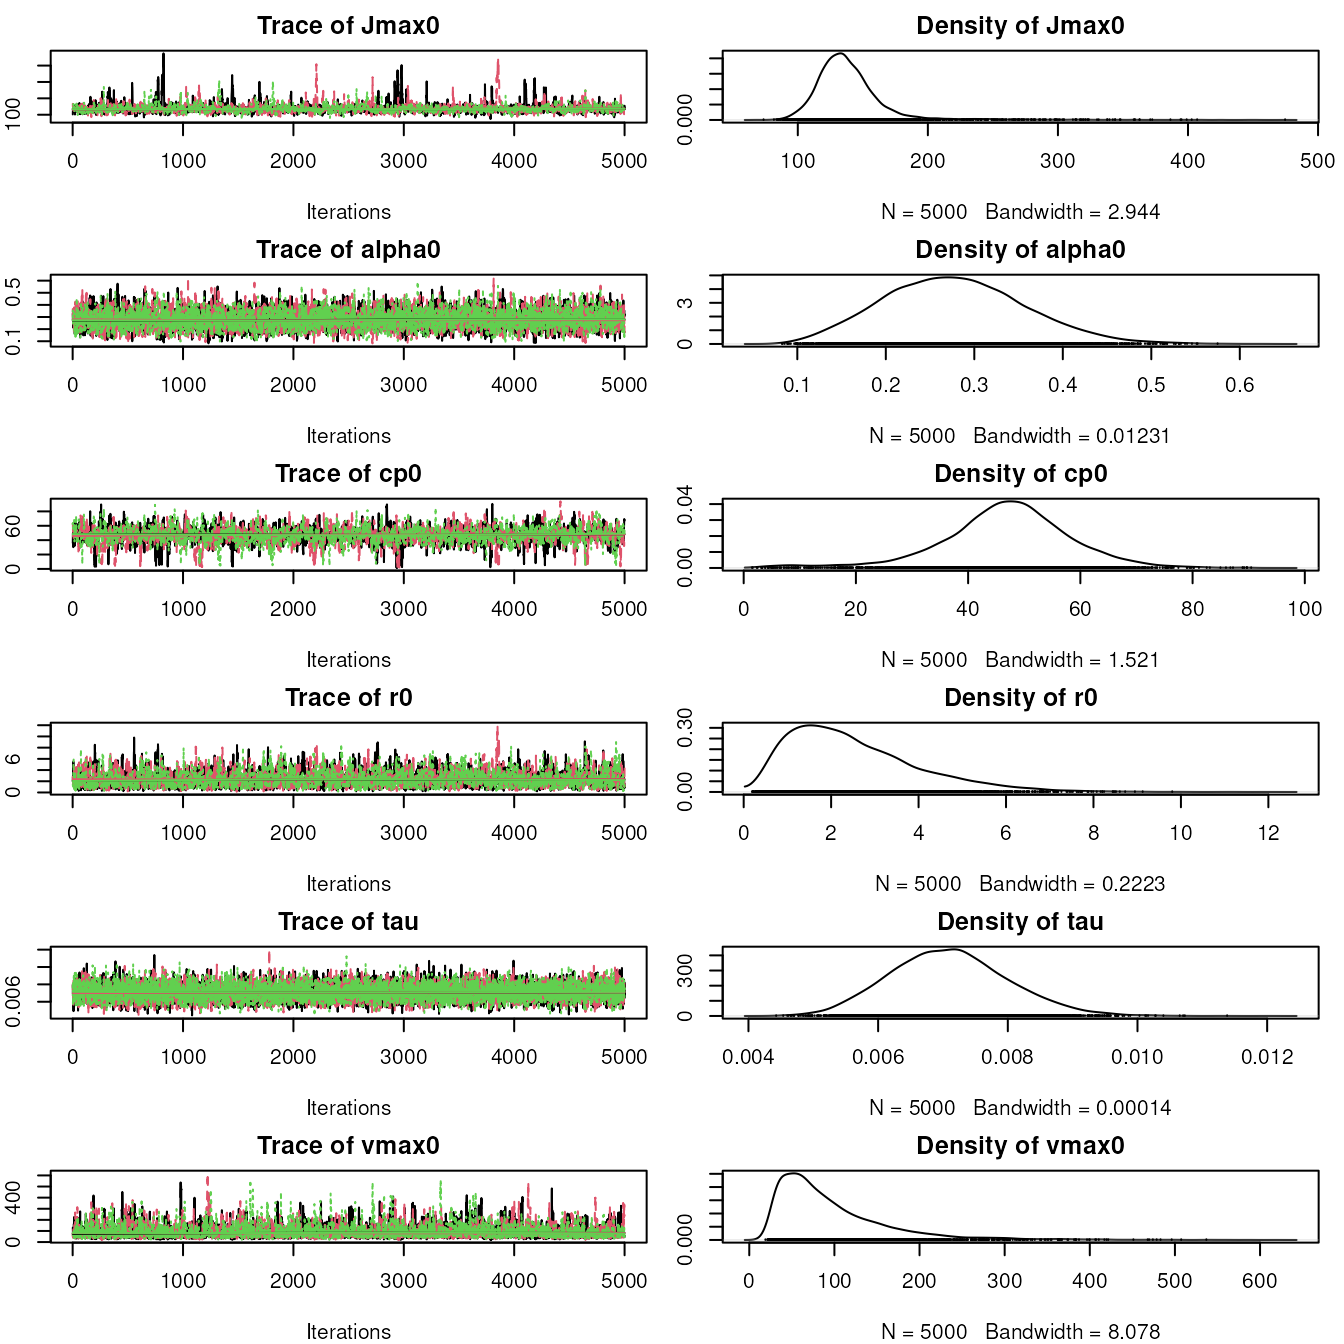 Trace of Jmax0
Density of Jmax0
100
0 1000 2000 3000 4000 5000
Iterations
0.000
100 200 300 400 500
N = 5000 Bandwidth = 2.944
Trace of alpha0
Density of alpha0
0.1 0.5
0 1000 2000 3000 4000 5000
Iterations
0 3
0.1 0.2 0.3 0.4 0.5 0.6
N = 5000 Bandwidth = 0.01231
Trace of cp0
Density of cp0
0 60
0 1000 2000 3000 4000 5000
Iterations
0.00 0.04
0 20 40 60 80 100
N = 5000 Bandwidth = 1.521
Trace of r0
Density of r0
0 6
0 1000 2000 3000 4000 5000
Iterations
0.00 0.30
0 2 4 6 8 10 12
N = 5000 Bandwidth = 0.2223
Trace of tau
Density of tau
0.006
0 1000 2000 3000 4000 5000
Iterations
0 300
0.004 0.006 0.008 0.010 0.012
N = 5000 Bandwidth = 0.00014
Trace of vmax0
Density of vmax0
0 400
0 1000 2000 3000 4000 5000
Iterations
0.000
0 100 200 300 400 500 600
N = 5000 Bandwidth = 8.078